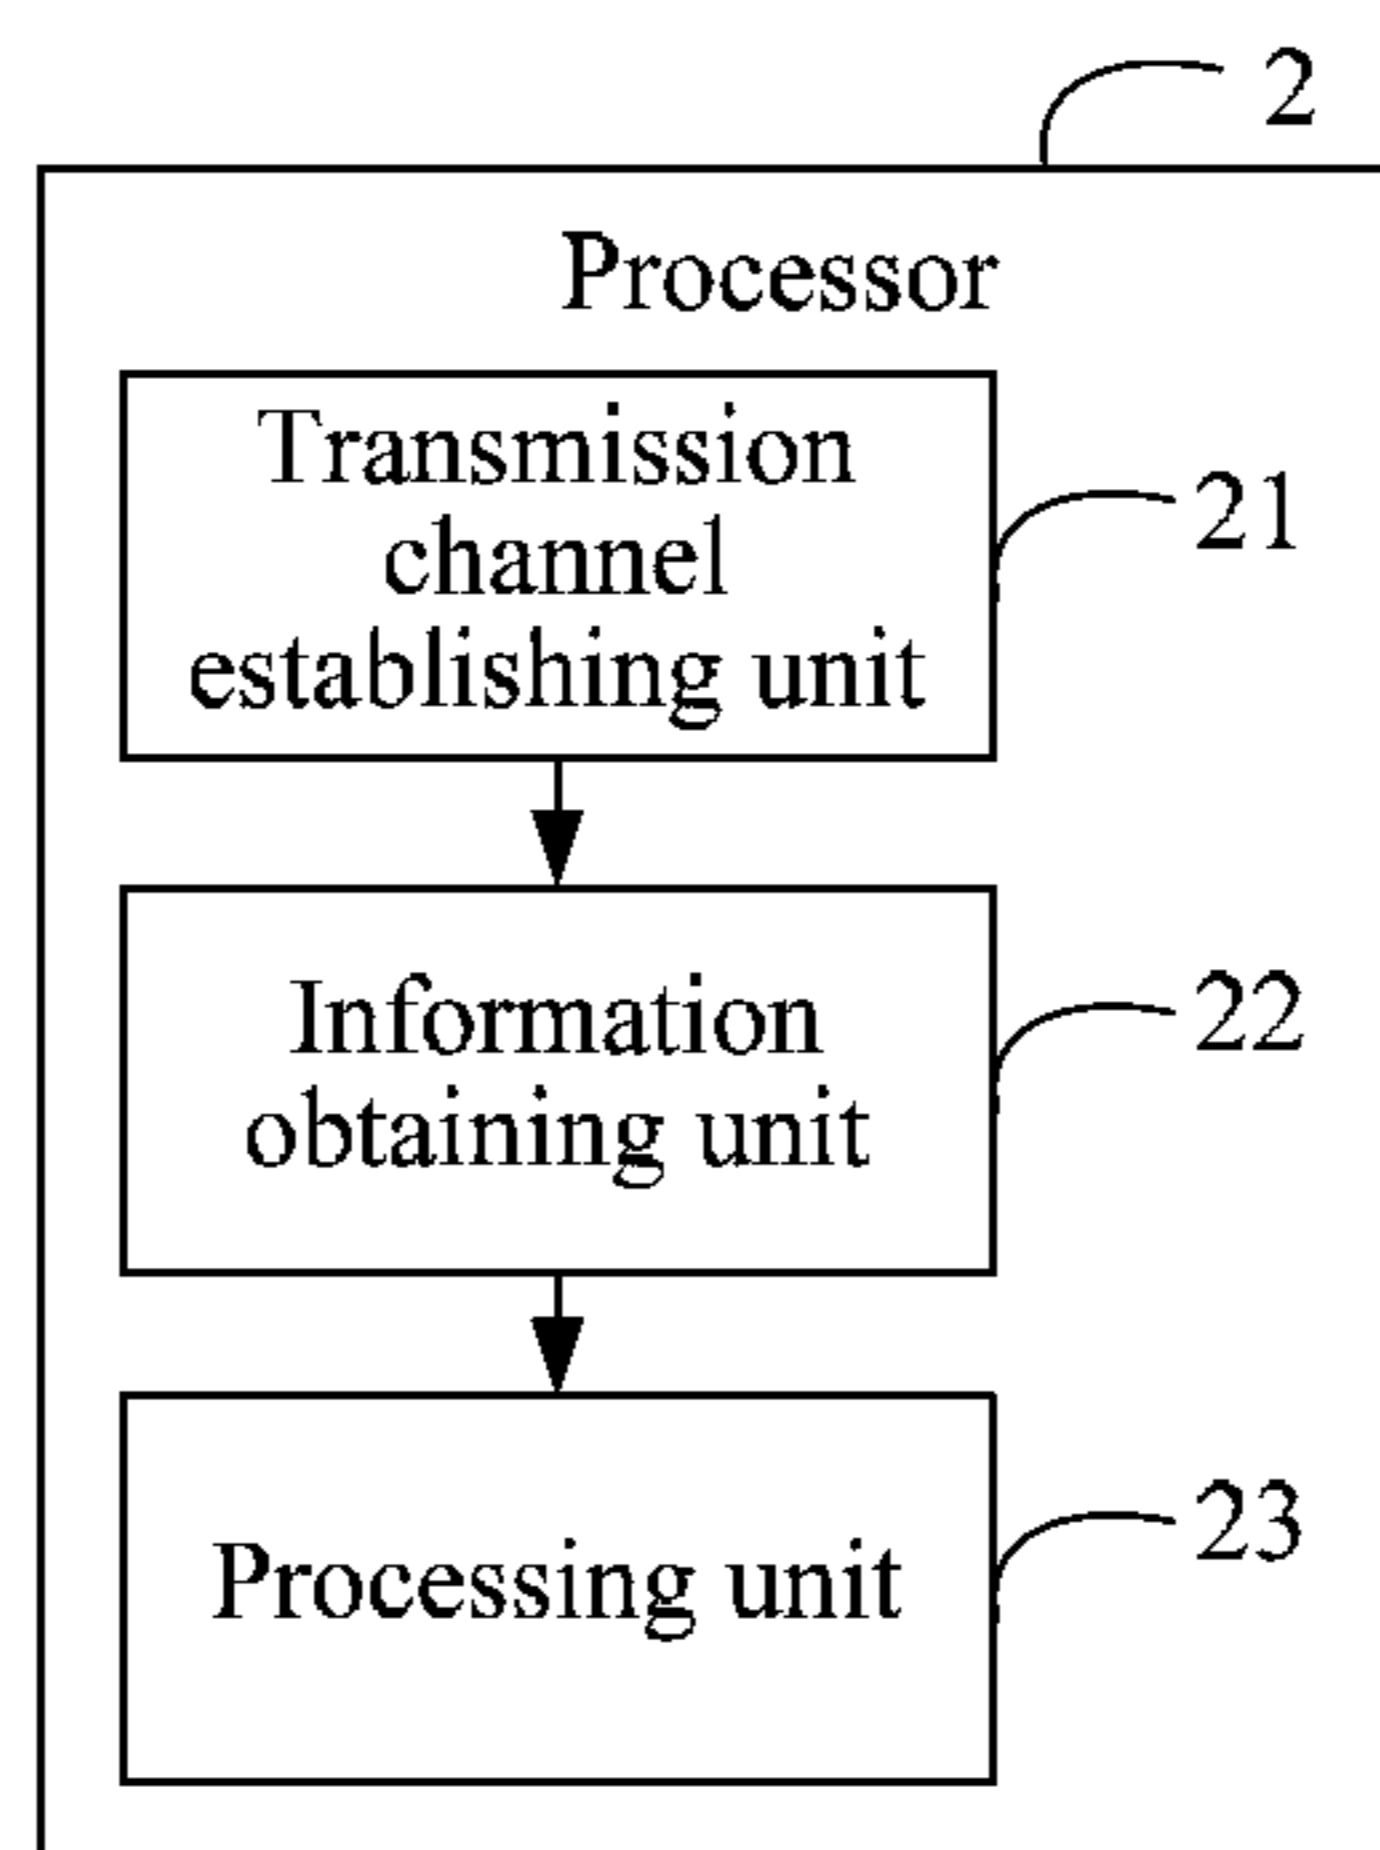 2
Processor
Transmission
channel
establishing unit
21
Information
obtaining unit
22
Processing unit
23